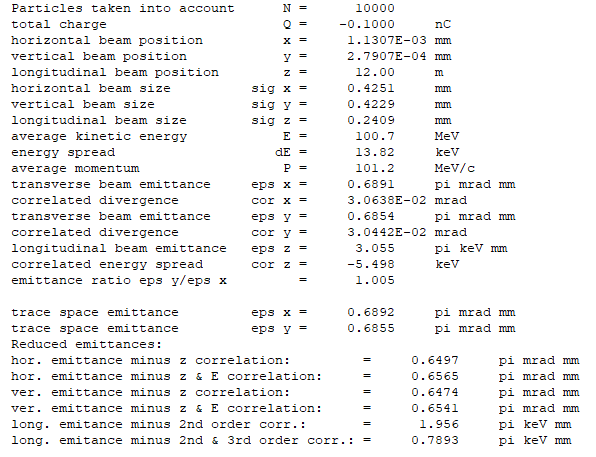 Particles taken into account N = 10000
total charge Q = -0.1000 nC
horizontal beam position x = 1.1307E-03 mm
vertical beam position y = 2.7907E-04 mm
longitudinal beam position z = 12.00 m
horizontal beam size sig x = 0.4251 mm
vertical beam size sig y = 0.4229 mm
longitudinal beam size sig z = 0.2409 mm
average kinetic energy E = 100.7 MeV
energy spread dE = 13.82 keV
average momentum P = 101.2 MeV/c
transverse beam emittance eps x = 0.6891 pi mrad mm
correlated divergence cor x = 3.0638E-02 mrad
transverse beam emittance eps y = 0.6854 pi mrad mm
correlated divergence cor y = 3.0442E-02 mrad
longitudinal beam emittance eps z = 3.055 pi keV mm
correlated energy spread cor z = -5.498 keV
emittance ratio eps y/eps x = 1.005
trace space emittance eps x = 0.6892 pi mrad mm
trace space emittance eps y = 0.6855 pi mrad mm
Reduced emittances:
hor. emittance minus z correlation: = 0.6497 pi mrad mm
hor. emittance minus z & E correlation: = 0.6565 pi mrad mm
ver. emittance minus z correlation: = 0.6474 pi mrad mm
ver. emittance minus z & E correlation: = 0.6541 pi mrad mm
long. emitance minus 2nd order corr.: = 1.956 pi keV mm
long. emitance minus 2nd & 3rd order corr.: = 0.7893 pi keV mm